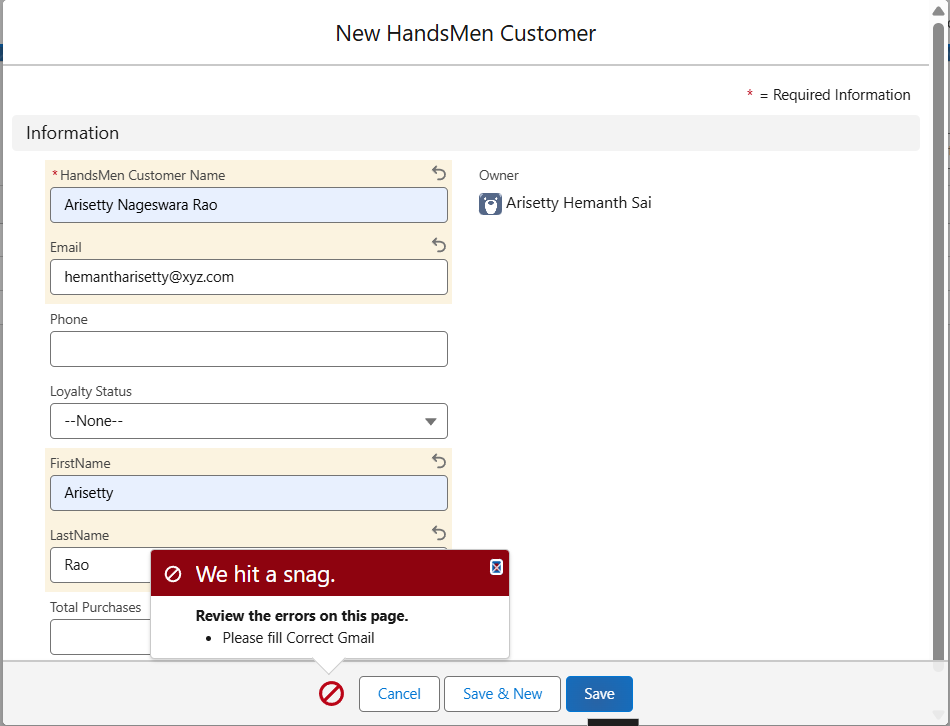 New HandsMen Customer
* = Required Information
Information
*HandsMen Customer Name
Arisetty Nageswara Rao
Owner
Arisetty Hemanth Sai
Email
hemantharisetty@xyz.com
Phone
Loyalty Status
--None--
FirstName
Arisetty
LastName
Rao
Total Purchases
We hit a snag.
Review the errors on this page.
• Please fill Correct Gmail
Cancel
Save & New
Save